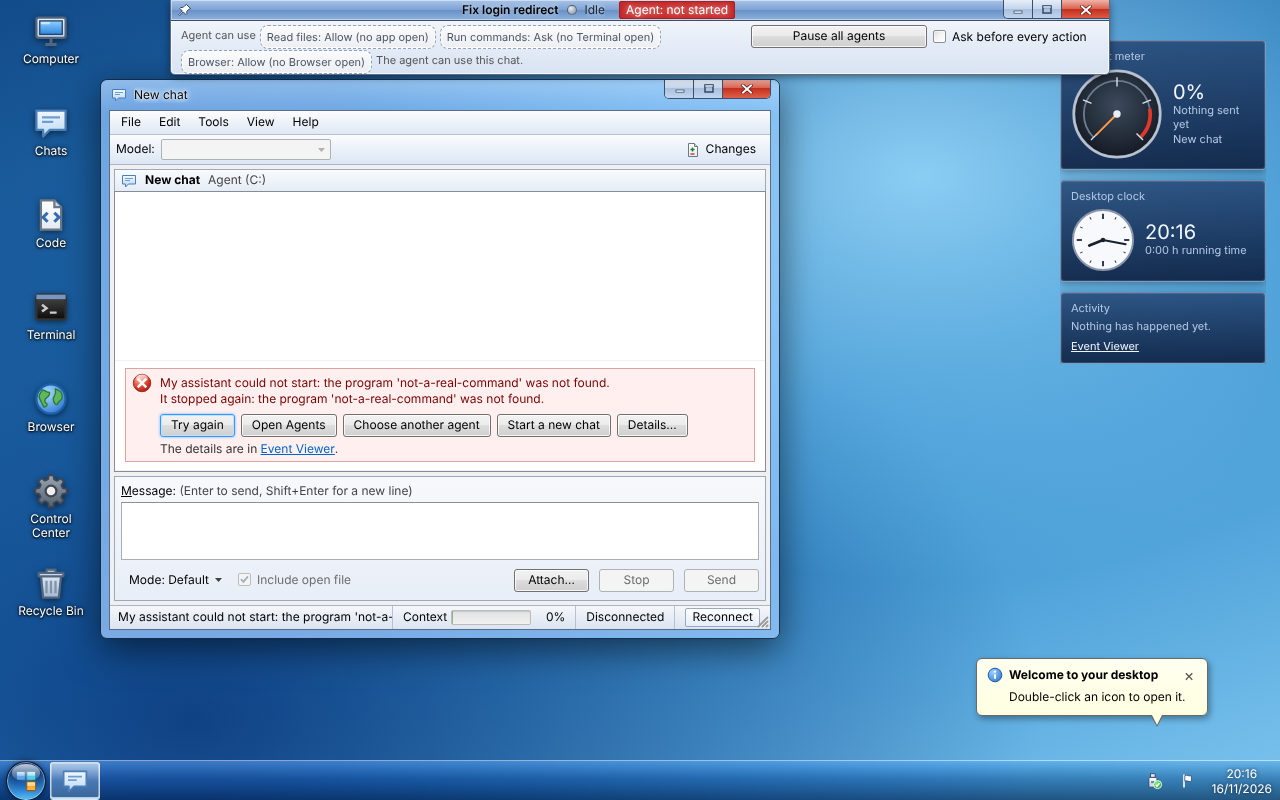 Fix login redirect Idle Agent: not started
Agent can use Read files: Allow (no app open) Run commands: Ask (no Terminal open)
Browser: Allow (no Browser open) The agent can use this chat.
Pause all agents Ask before every action
Computer
Chats
Code
Terminal
Browser
Control
Center
Recycle Bin
New chat
File Edit Tools View Help
Model: Changes
New chat Agent (C:)
My assistant could not start: the program 'not-a-real-command' was not found.
It stopped again: the program 'not-a-real-command' was not found.
Try again Open Agents Choose another agent Start a new chat Details...
The details are in Event Viewer.
Message: (Enter to send, Shift+Enter for a new line)
Mode: Default Include open file Attach... Stop Send
My assistant could not start: the program 'not-a- Context 0% Disconnected Reconnect
meter
0%
Nothing sent
yet
New chat
Desktop clock
20:16
0:00 h running time
Activity
Nothing has happened yet.
Event Viewer
Welcome to your desktop
Double-click an icon to open it.
20:16
16/11/2026